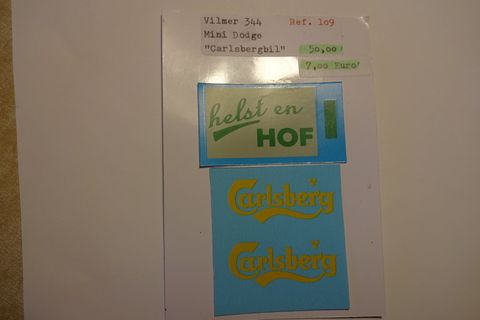 Vilmer 344 Ref. 109
Mini Dodge
"Carlsbergbil" 50,00
7,00 Euro
helst en
HOF
Carlsberg
Carlsberg